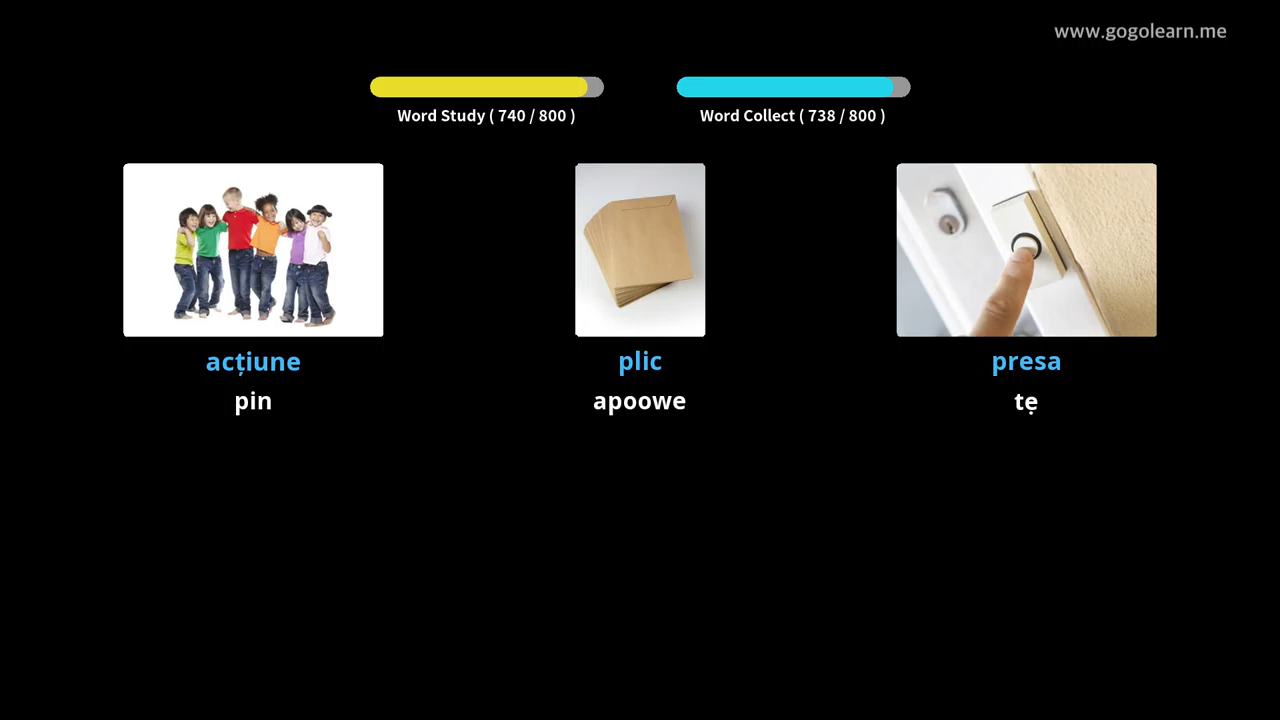 www.gogolearn.me
Word Study ( 740 / 800 )
Word Collect ( 738 / 800 )
acțiune
plic
presa
pin
apoowe
tẹ